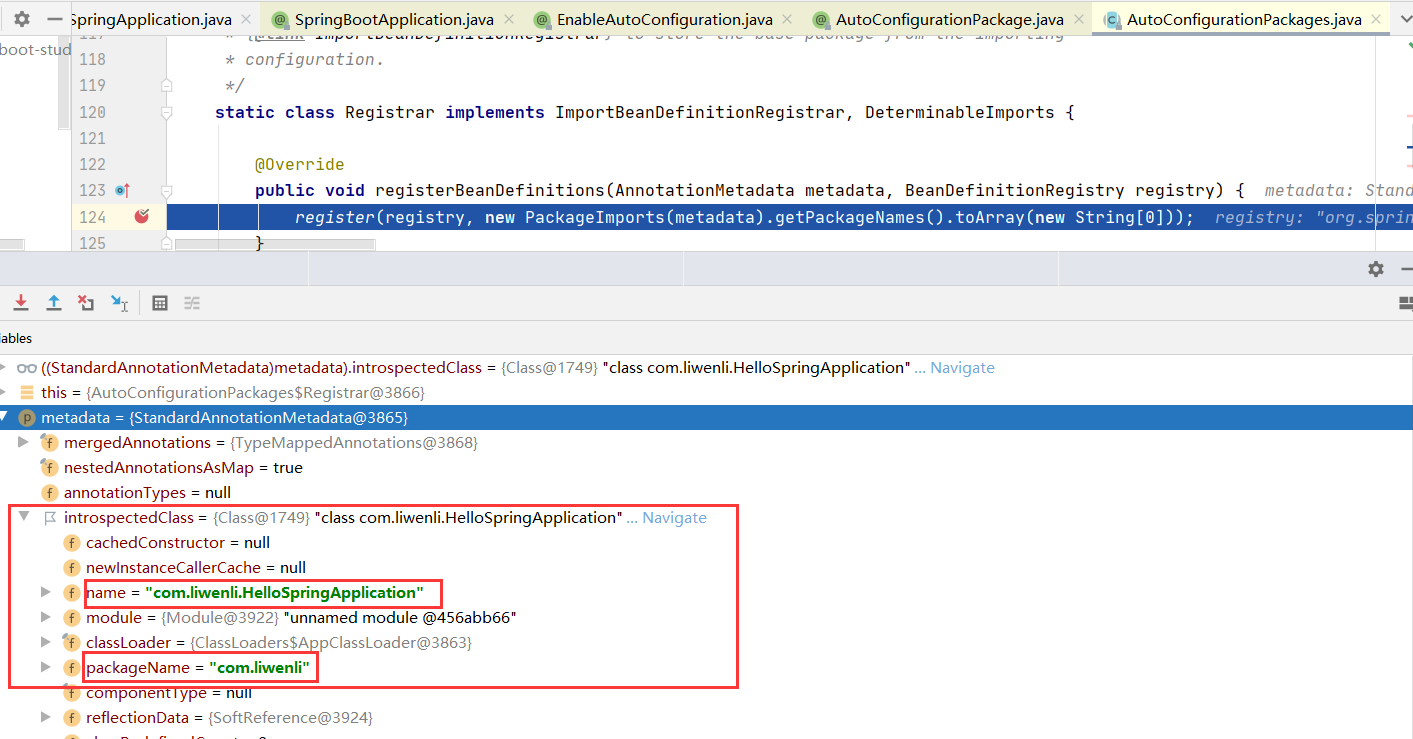 SpringApplication.java × SpringBootApplication.java × EnableAutoConfiguration.java × AutoConfigurationPackage.java × AutoConfigurationPackages.java ×
boot-stud
117 * {@link ImportBeanDefinitionRegistrar} to store the base package from the importing
118 * configuration.
119 */
120 static class Registrar implements ImportBeanDefinitionRegistrar, DeterminableImports {
121
122 @Override
123 public void registerBeanDefinitions(AnnotationMetadata metadata, BeanDefinitionRegistry registry) { metadata: Stand
124 register(registry, new PackageImports(metadata).getPackageNames().toArray(new String[0])); registry: "org.sprin
125 }
iables
((StandardAnnotationMetadata)metadata).introspectedClass = {Class@1749} "class com.liwenli.HelloSpringApplication" ... Navigate
this = {AutoConfigurationPackages$Registrar@3866}
metadata = {StandardAnnotationMetadata@3865}
mergedAnnotations = {TypeMappedAnnotations@3868}
nestedAnnotationsAsMap = true
annotationTypes = null
introspectedClass = {Class@1749} "class com.liwenli.HelloSpringApplication" ... Navigate
cachedConstructor = null
newInstanceCallerCache = null
name = "com.liwenli.HelloSpringApplication"
module = {Module@3922} "unnamed module @456abb66"
classLoader = {ClassLoaders$AppClassLoader@3863}
packageName = "com.liwenli"
componentType = null
reflectionData = {SoftReference@3924}